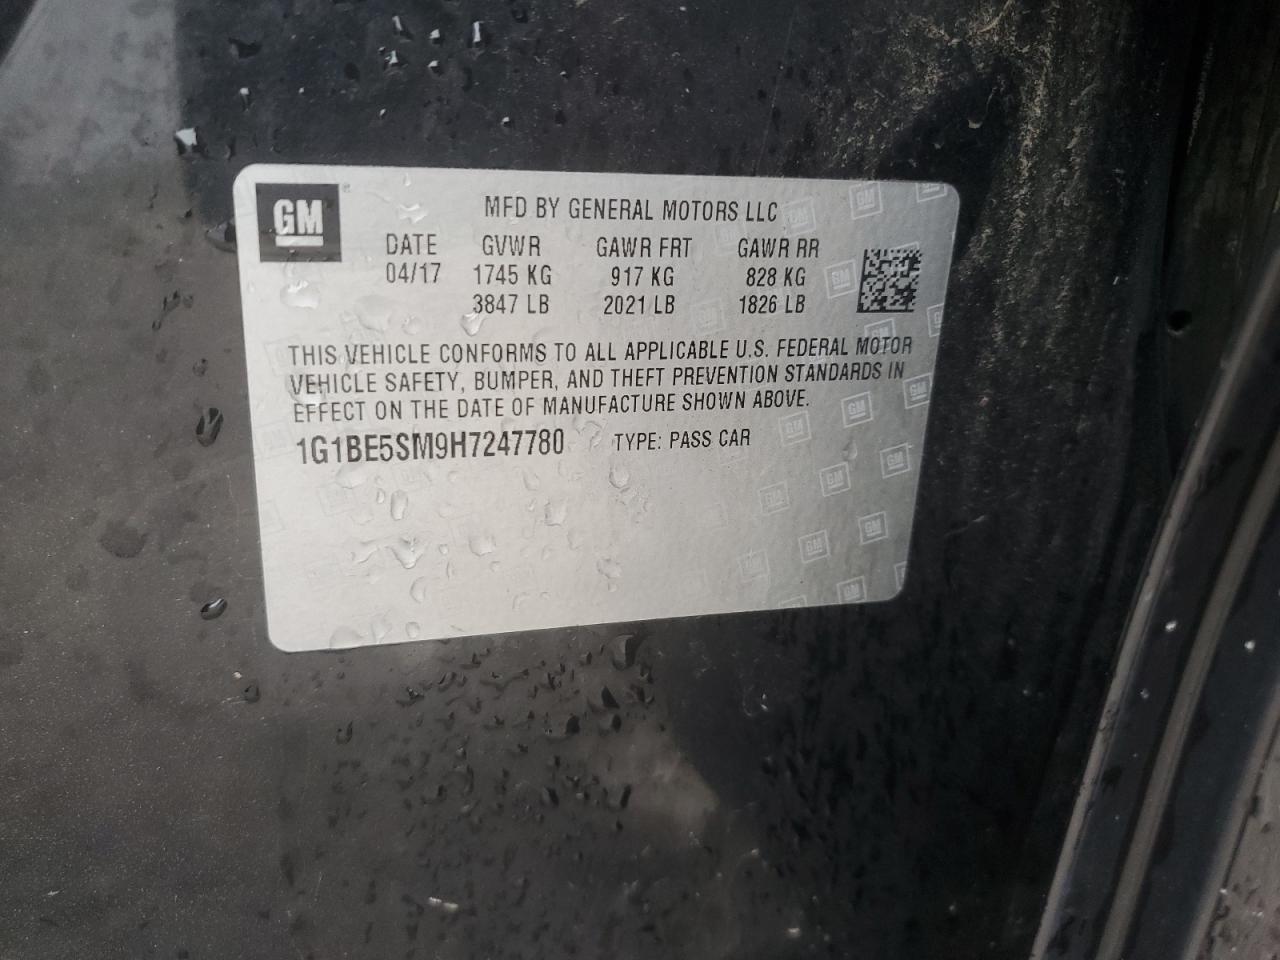 GM
MFD BY GENERAL MOTORS LLC
DATE GVWR GAWR FRT GAWR RR
04/17 1745 KG 917 KG 828 KG
3847 LB 2021 LB 1826 LB
THIS VEHICLE CONFORMS TO ALL APPLICABLE U.S. FEDERAL MOTOR
VEHICLE SAFETY, BUMPER, AND THEFT PREVENTION STANDARDS IN
EFFECT ON THE DATE OF MANUFACTURE SHOWN ABOVE.
1G1BE5SM9H7247780 TYPE: PASS CAR